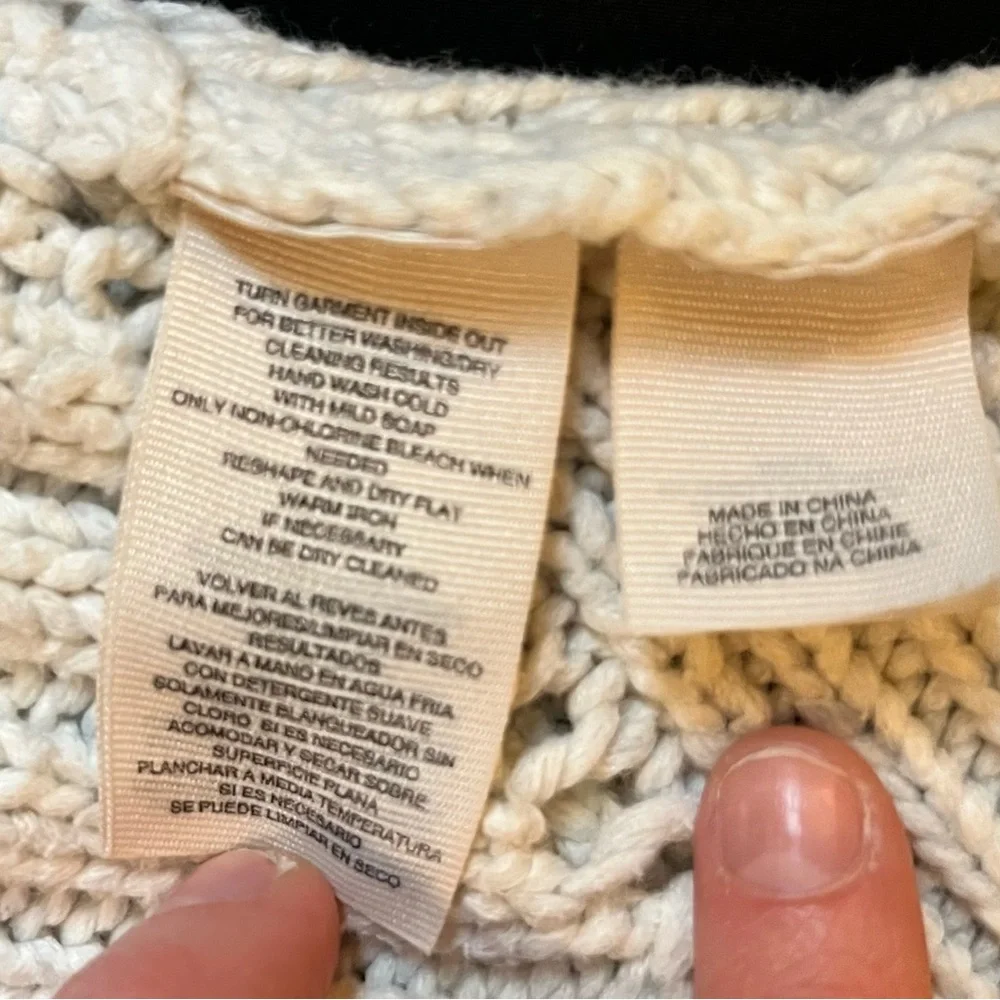 TURN GARMENT INSIDE OUT
FOR BETTER WASHING/DRY
CLEANING RESULTS
HAND WASH COLD
WITH MILD SOAP
ONLY NON-CHLORINE BLEACH WHEN
NEEDED
RESHAPE AND DRY FLAT
WARM IRON
IF NECESSARY
CAN BE DRY CLEANED
VOLVER AL REVES ANTES
PARA MEJORES/LIMPIAR EN SECO
RESULTADOS
LAVAR A MANO EN AGUA FRIA
CON DETERGENTE SUAVE
SOLAMENTE BLANQUEADOR SIN
CLORO SI ES NECESARIO
ACOMODAR Y SECAR SOBRE
SUPERFICIE PLANA
PLANCHAR A MEDIA TEMPERATURA
SI ES NECESARIO
SE PUEDE LIMPIAR EN SECO
MADE IN CHINA
HECHO EN CHINA
FABRIQUE EN CHINE
FABRICADO NA CHINA